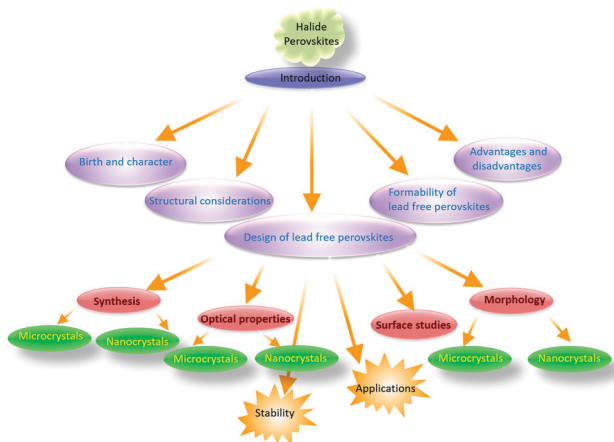 Halide
Perovskites
Introduction
Birth and character
Advantages and
disadvantages
Structural considerations
Formability of
lead free perovskites
Design of lead free perovskites
Synthesis
Optical properties
Surface studies
Morphology
Microcrystals
Nanocrystals
Microcrystals
Nanocrystals
Microcrystals
Nanocrystals
Stability
Applications